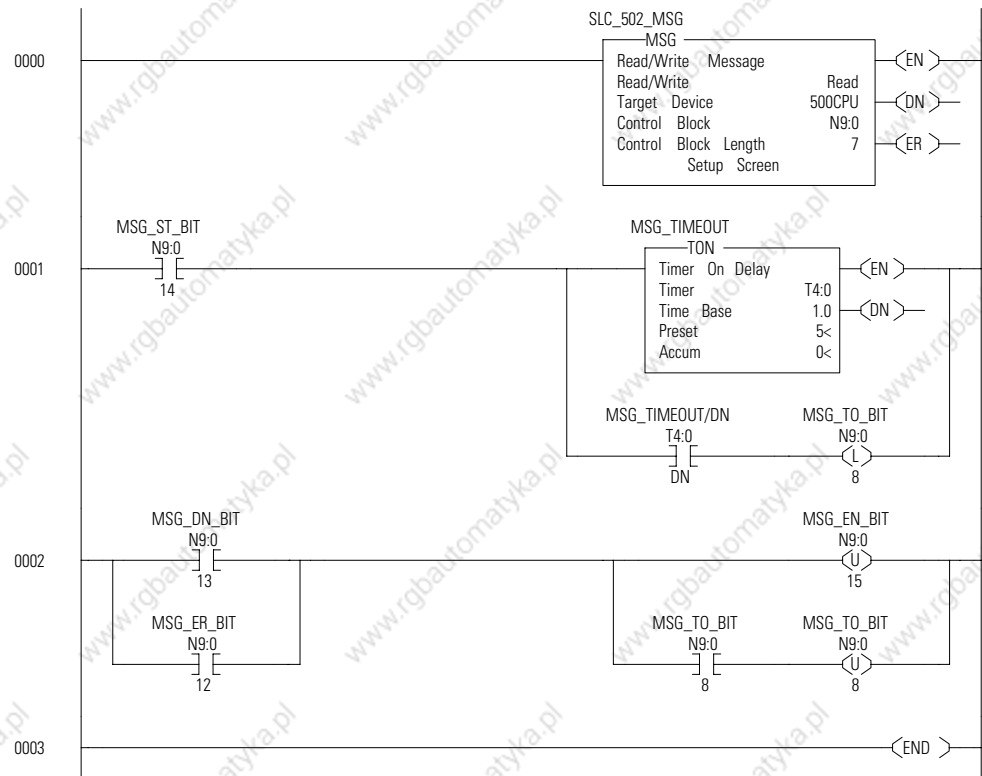 SLC_502_MSG
MSG
0000
Read/Write Message
EN
Read/Write Read
Target Device 500CPU
DN
Control Block N9:0
Control Block Length 7
ER
Setup Screen
MSG_ST_BIT
MSG_TIMEOUT
N9:0
TON
0001
Timer On Delay
EN
14
Timer T4:0
Time Base 1.0
DN
Preset 5<
Accum 0<
MSG_TIMEOUT/DN
MSG_TO_BIT
T4:0
N9:0
L
DN
8
MSG_DN_BIT
MSG_EN_BIT
N9:0
N9:0
0002
U
13
15
MSG_ER_BIT
MSG_TO_BIT
MSG_TO_BIT
N9:0
N9:0
N9:0
U
12
8
8
0003
END
www.rgbautomatyka.pl